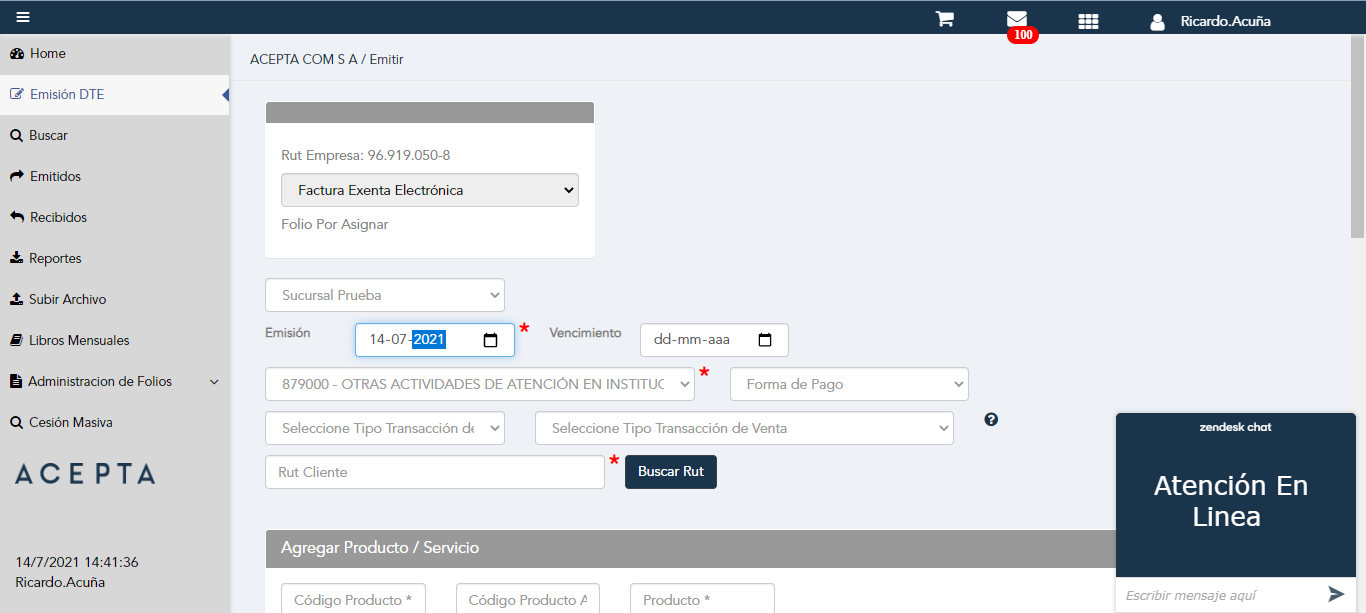 100
Ricardo.Acuña
Home
Emisión DTE
Buscar
Emitidos
Recibidos
Reportes
Subir Archivo
Libros Mensuales
Administracion de Folios
Cesión Masiva
ACEPTA
14/7/2021 14:41:36
Ricardo.Acuña
ACEPTA COM S A / Emitir
Rut Empresa: 96.919.050-8
Factura Exenta Electrónica
Folio Por Asignar
Sucursal Prueba
Emisión 14-07-2021 * Vencimiento dd-mm-aaa
879000 - OTRAS ACTIVIDADES DE ATENCIÓN EN INSTITUC * Forma de Pago
Seleccione Tipo Transacción de Seleccione Tipo Transacción de Venta ?
Rut Cliente * Buscar Rut
Agregar Producto / Servicio
Código Producto * Código Producto A Producto *
zendesk chat
Atención En
Linea
Escribir mensaje aquí